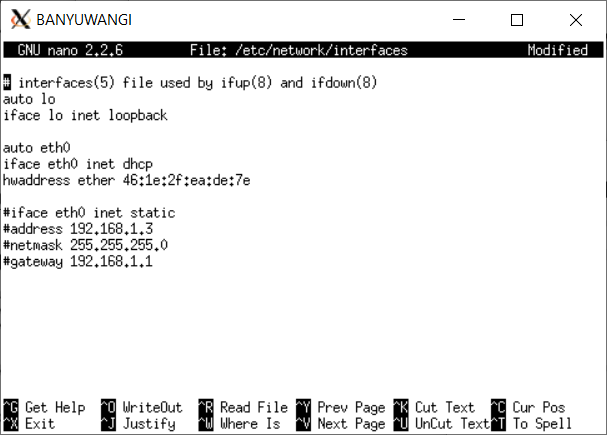 BANYUWANGI
GNU nano 2.2.6 File: /etc/network/interfaces Modified
# interfaces(5) file used by ifup(8) and ifdown(8)
auto lo
iface lo inet loopback
auto eth0
iface eth0 inet dhcp
hwaddress ether 46:1e:2f:ea:de:7e
#iface eth0 inet static
#address 192.168.1.3
#netmask 255.255.255.0
#gateway 192.168.1.1
^G Get Help ^O WriteOut ^R Read File ^Y Prev Page ^K Cut Text ^C Cur Pos
^X Exit ^J Justify ^W Where Is ^V Next Page ^U UnCut Text ^T To Spell